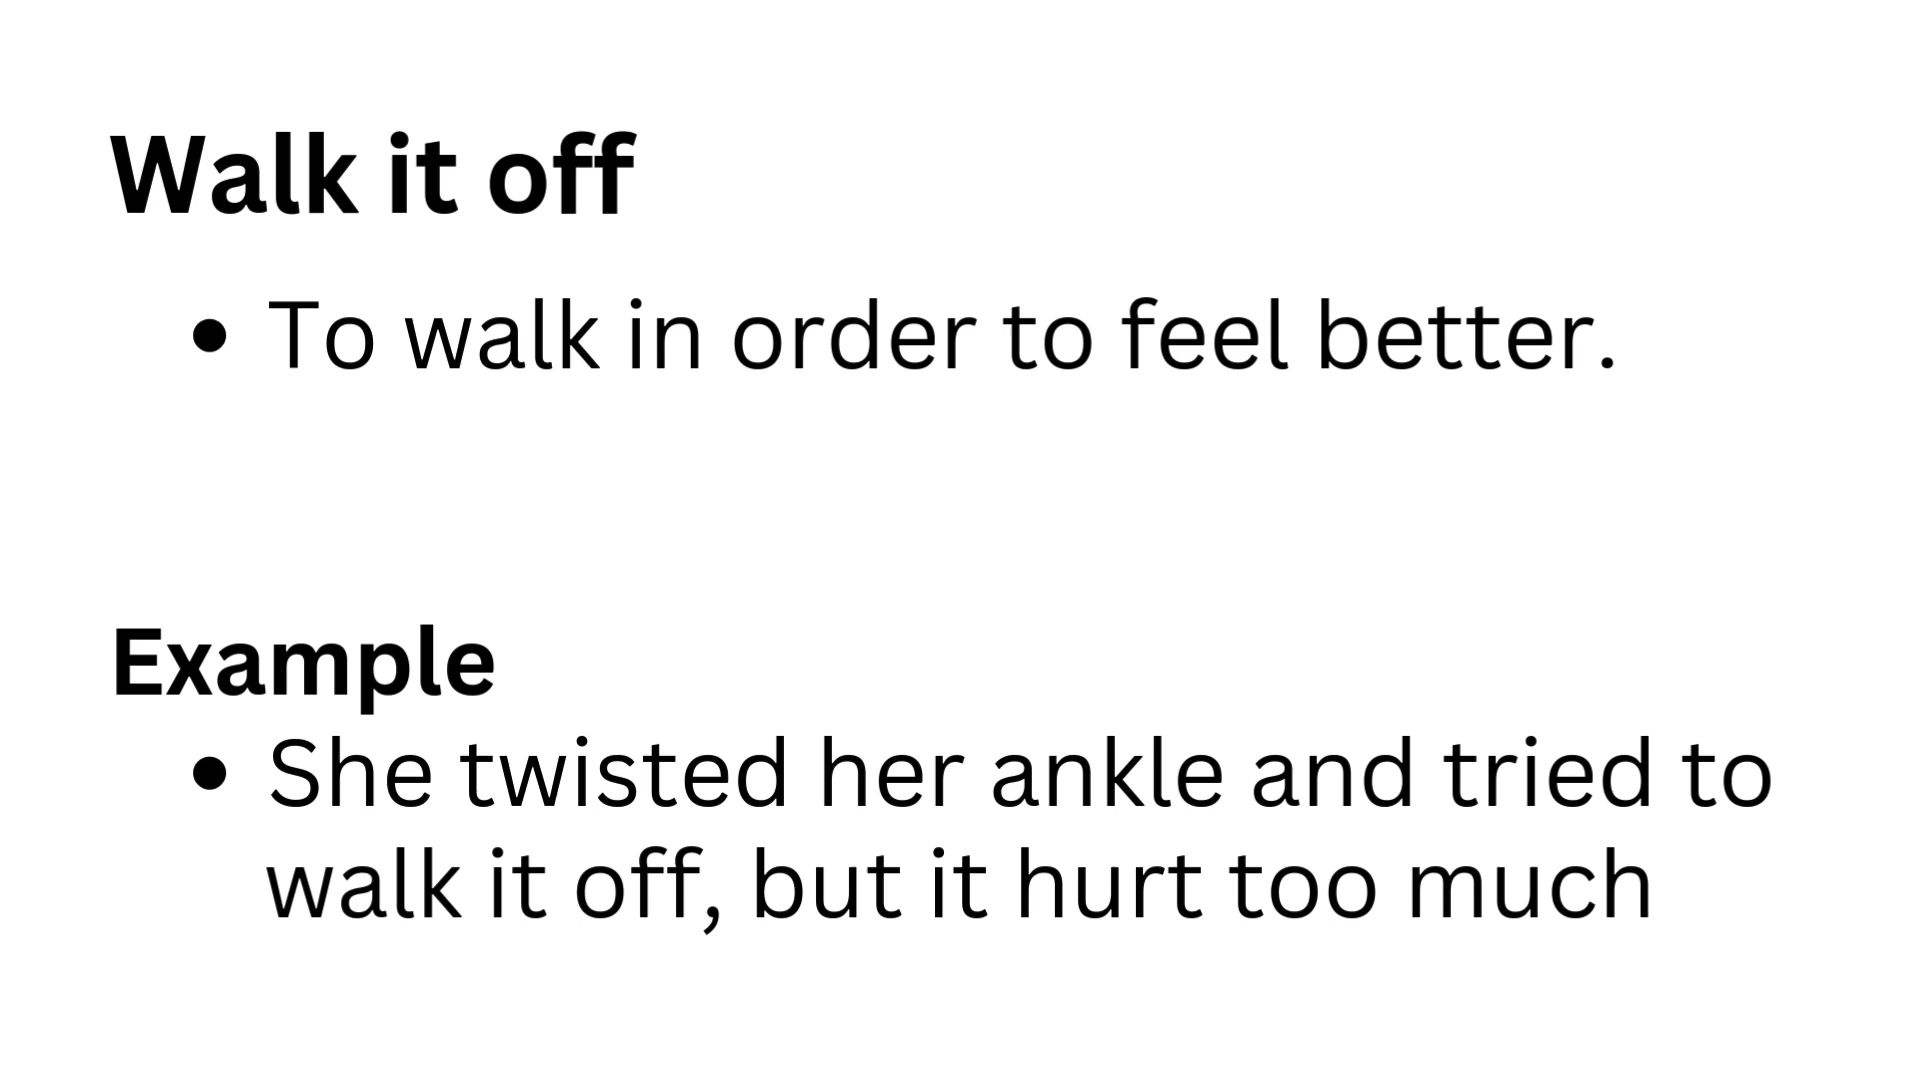 Walk it off
• To walk in order to feel better.
Example
• She twisted her ankle and tried to
walk it off, but it hurt too much